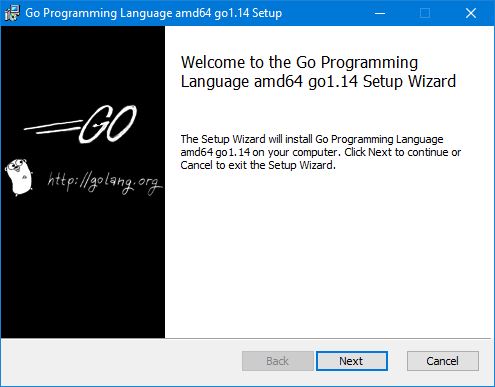 Go Programming Language amd64 go1.14 Setup
Welcome to the Go Programming
Language amd64 go1.14 Setup Wizard
GO
http://golang.org
The Setup Wizard will install Go Programming Language
amd64 go1.14 on your computer. Click Next to continue or
Cancel to exit the Setup Wizard.
Back
Next
Cancel